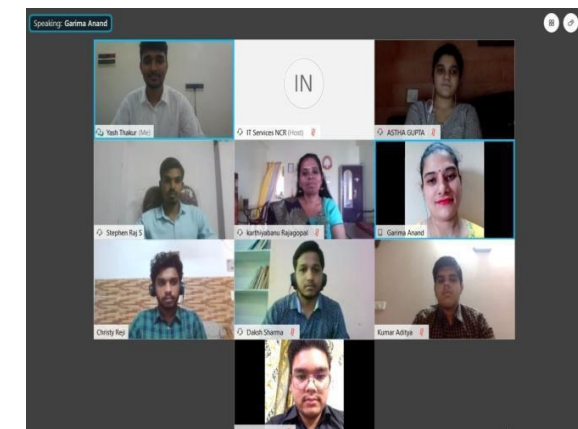 Speaking: Garima Anand
Yash Thakur (Me)
IN
IT Services NCR (Host)
ASTHA GUPTA
Stephen Raj S
karthiyabanu Rajagopal
Garima Anand
Christy Reji
Daksh Sharma
Kumar Aditya